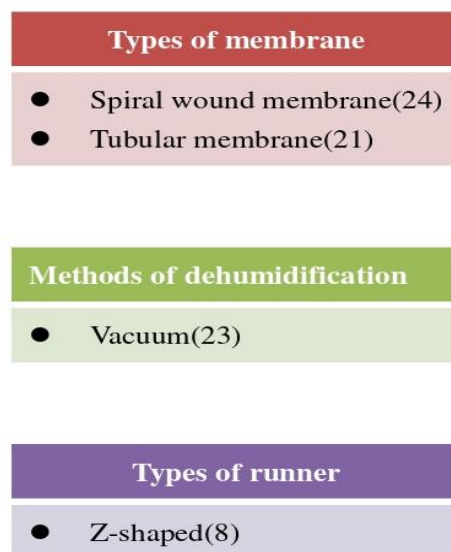 Types of membrane
● Spiral wound membrane(24)
● Tubular membrane(21)
Methods of dehumidification
● Vacuum(23)
Types of runner
● Z-shaped(8)